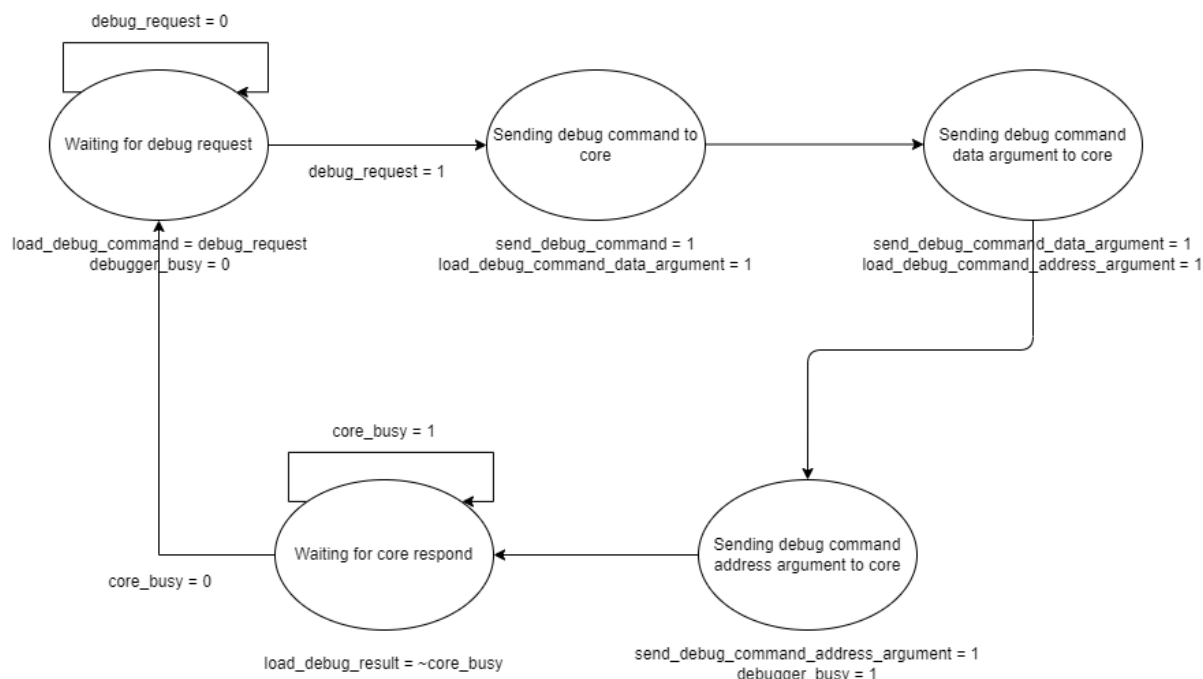 debug_request = 0
Waiting for debug request
Sending debug command to
core
Sending debug command
data argument to core
debug_request = 1
load_debug_command = debug_request
debugger_busy = 0
send_debug_command = 1
load_debug_command_data_argument = 1
send_debug_command_data_argument = 1
load_debug_command_address_argument = 1
core_busy = 1
Waiting for core respond
Sending debug command
address argument to core
core_busy = 0
load_debug_result = ~core_busy
send_debug_command_address_argument = 1
debugger_busy = 1